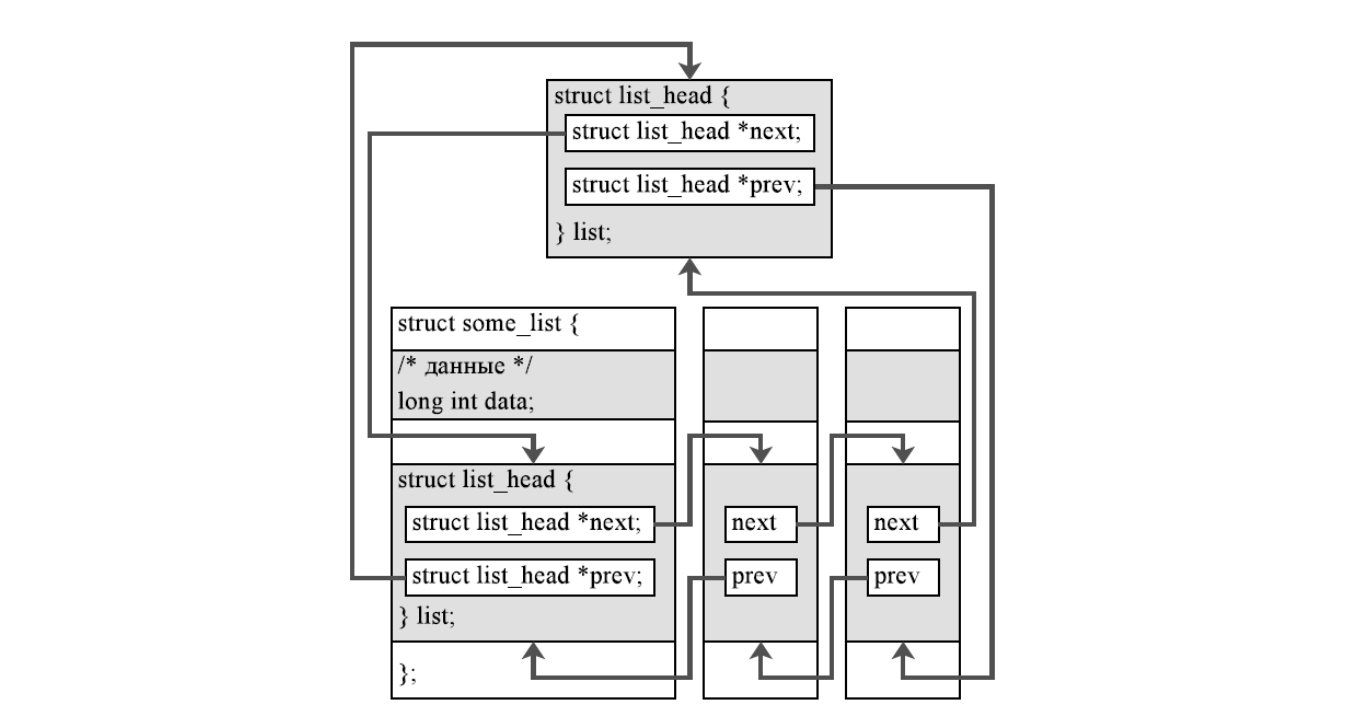 struct list_head {
struct list_head *next;
struct list_head *prev;
} list;
struct some_list {
/* данные */
long int data;
struct list_head {
struct list_head *next;
struct list_head *prev;
} list;
};
next
prev
next
prev